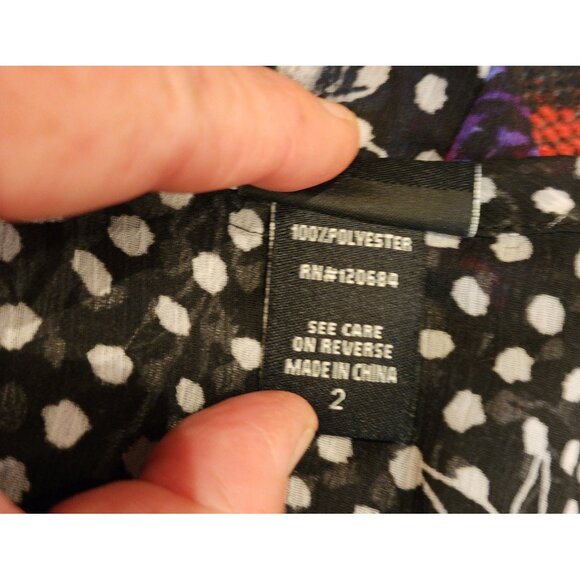 100%POLYESTER
RN#120684
SEE CARE
ON REVERSE
MADE IN CHINA
2